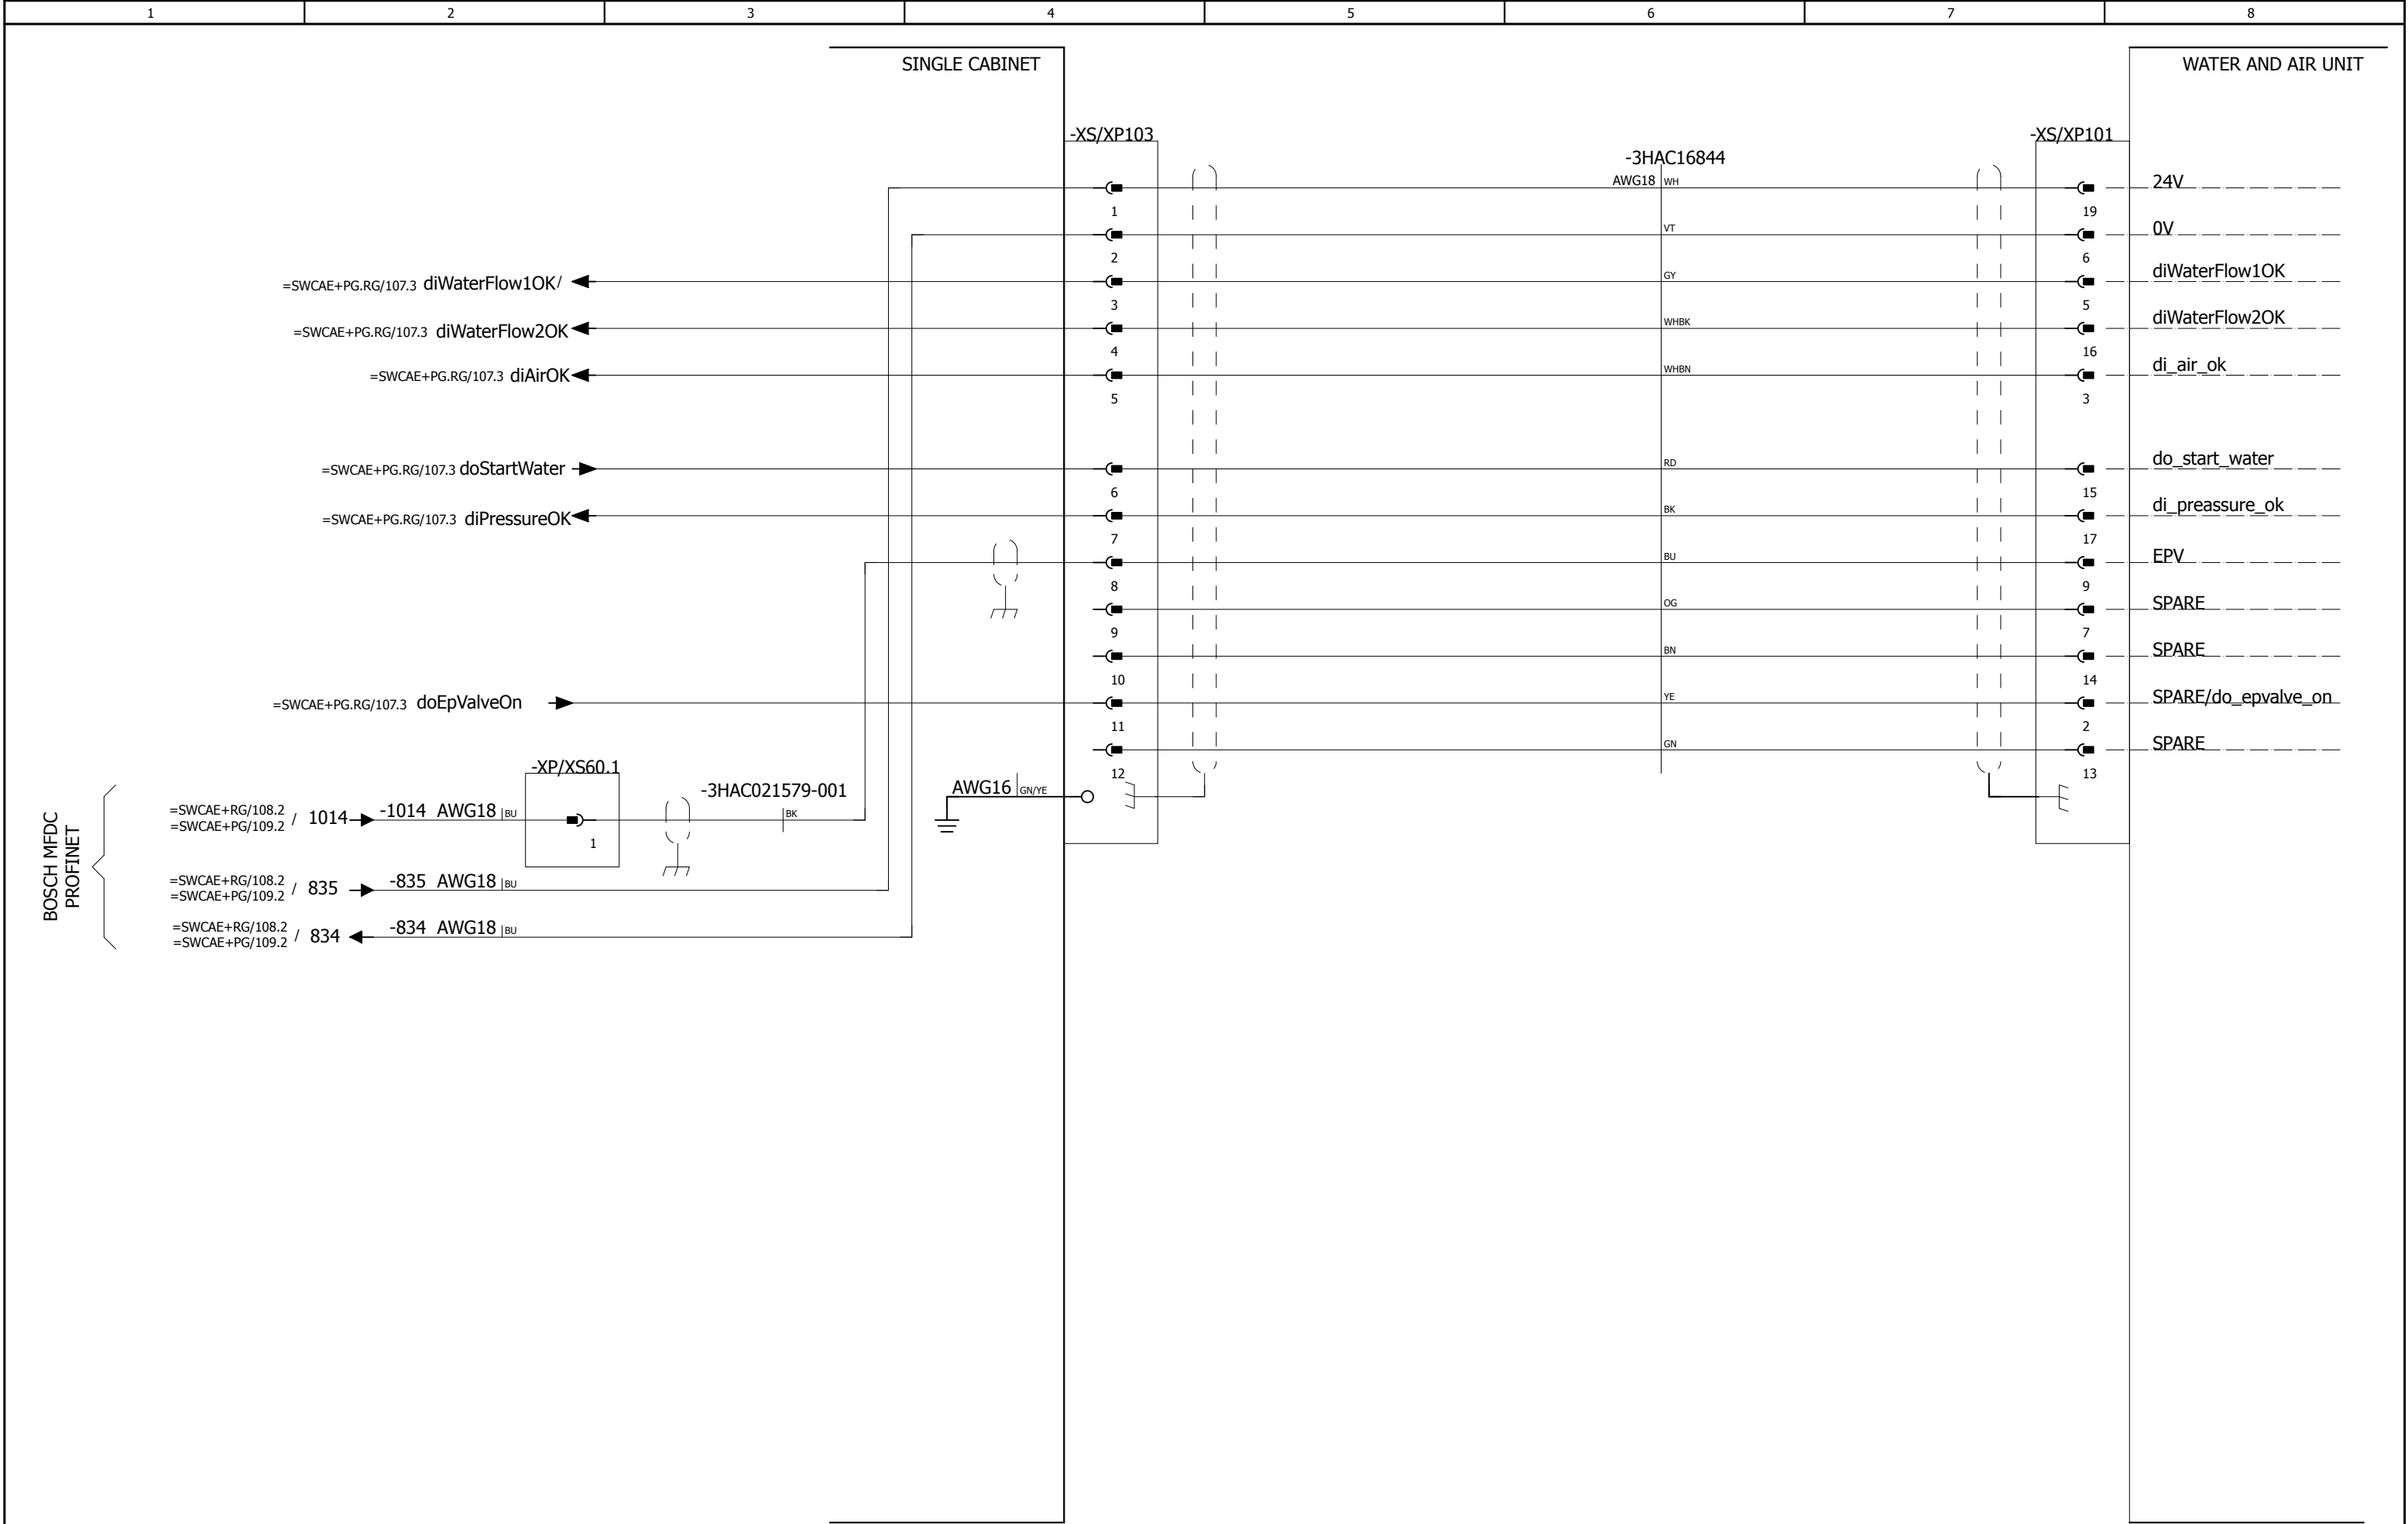 1 2 3 4 5 6 7 8
SINGLE CABINET
WATER AND AIR UNIT
-XS/XP103
-XS/XP101
-3HAC16844
AWG18 WH
24V
1
19
VT
0V
2
6
=SWCAE+PG.RG/107.3 diWaterFlow1OK/
GY
diWaterFlow1OK
3
5
=SWCAE+PG.RG/107.3 diWaterFlow2OK
WHBK
diWaterFlow2OK
4
16
=SWCAE+PG.RG/107.3 diAirOK
WHBN
di_air_ok
5
3
=SWCAE+PG.RG/107.3 doStartWater
RD
do_start_water
6
15
=SWCAE+PG.RG/107.3 diPressureOK
BK
di_preassure_ok
7
17
BU
EPV
8
9
OG
SPARE
9
7
BN
SPARE
10
14
=SWCAE+PG.RG/107.3 doEpValveOn
YE
SPARE/do_epvalve_on
11
2
GN
SPARE
12
13
-XP/XS60.1
-3HAC021579-001
AWG16 GN/YE
BOSCH MFDC
PROFINET
=SWCAE+RG/108.2
=SWCAE+PG/109.2 / 1014 -1014 AWG18 BU
1
BK
=SWCAE+RG/108.2
=SWCAE+PG/109.2 / 835 -835 AWG18 BU
=SWCAE+RG/108.2
=SWCAE+PG/109.2 / 834 -834 AWG18 BU